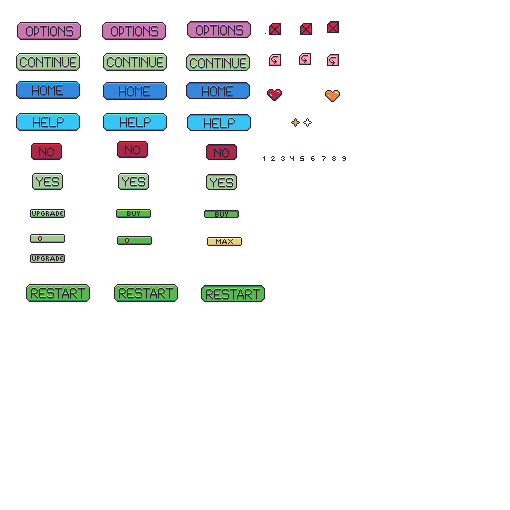 OPTIONS OPTIONS OPTIONS
CONTINUE CONTINUE CONTINUE
HOME HOME HOME
HELP HELP HELP
1 2 3 4 5 6 7 8 9
NO NO NO
YES YES YES
UPGRADE BUY BUY
0 0 MAX
UPGRADE
RESTART RESTART RESTART